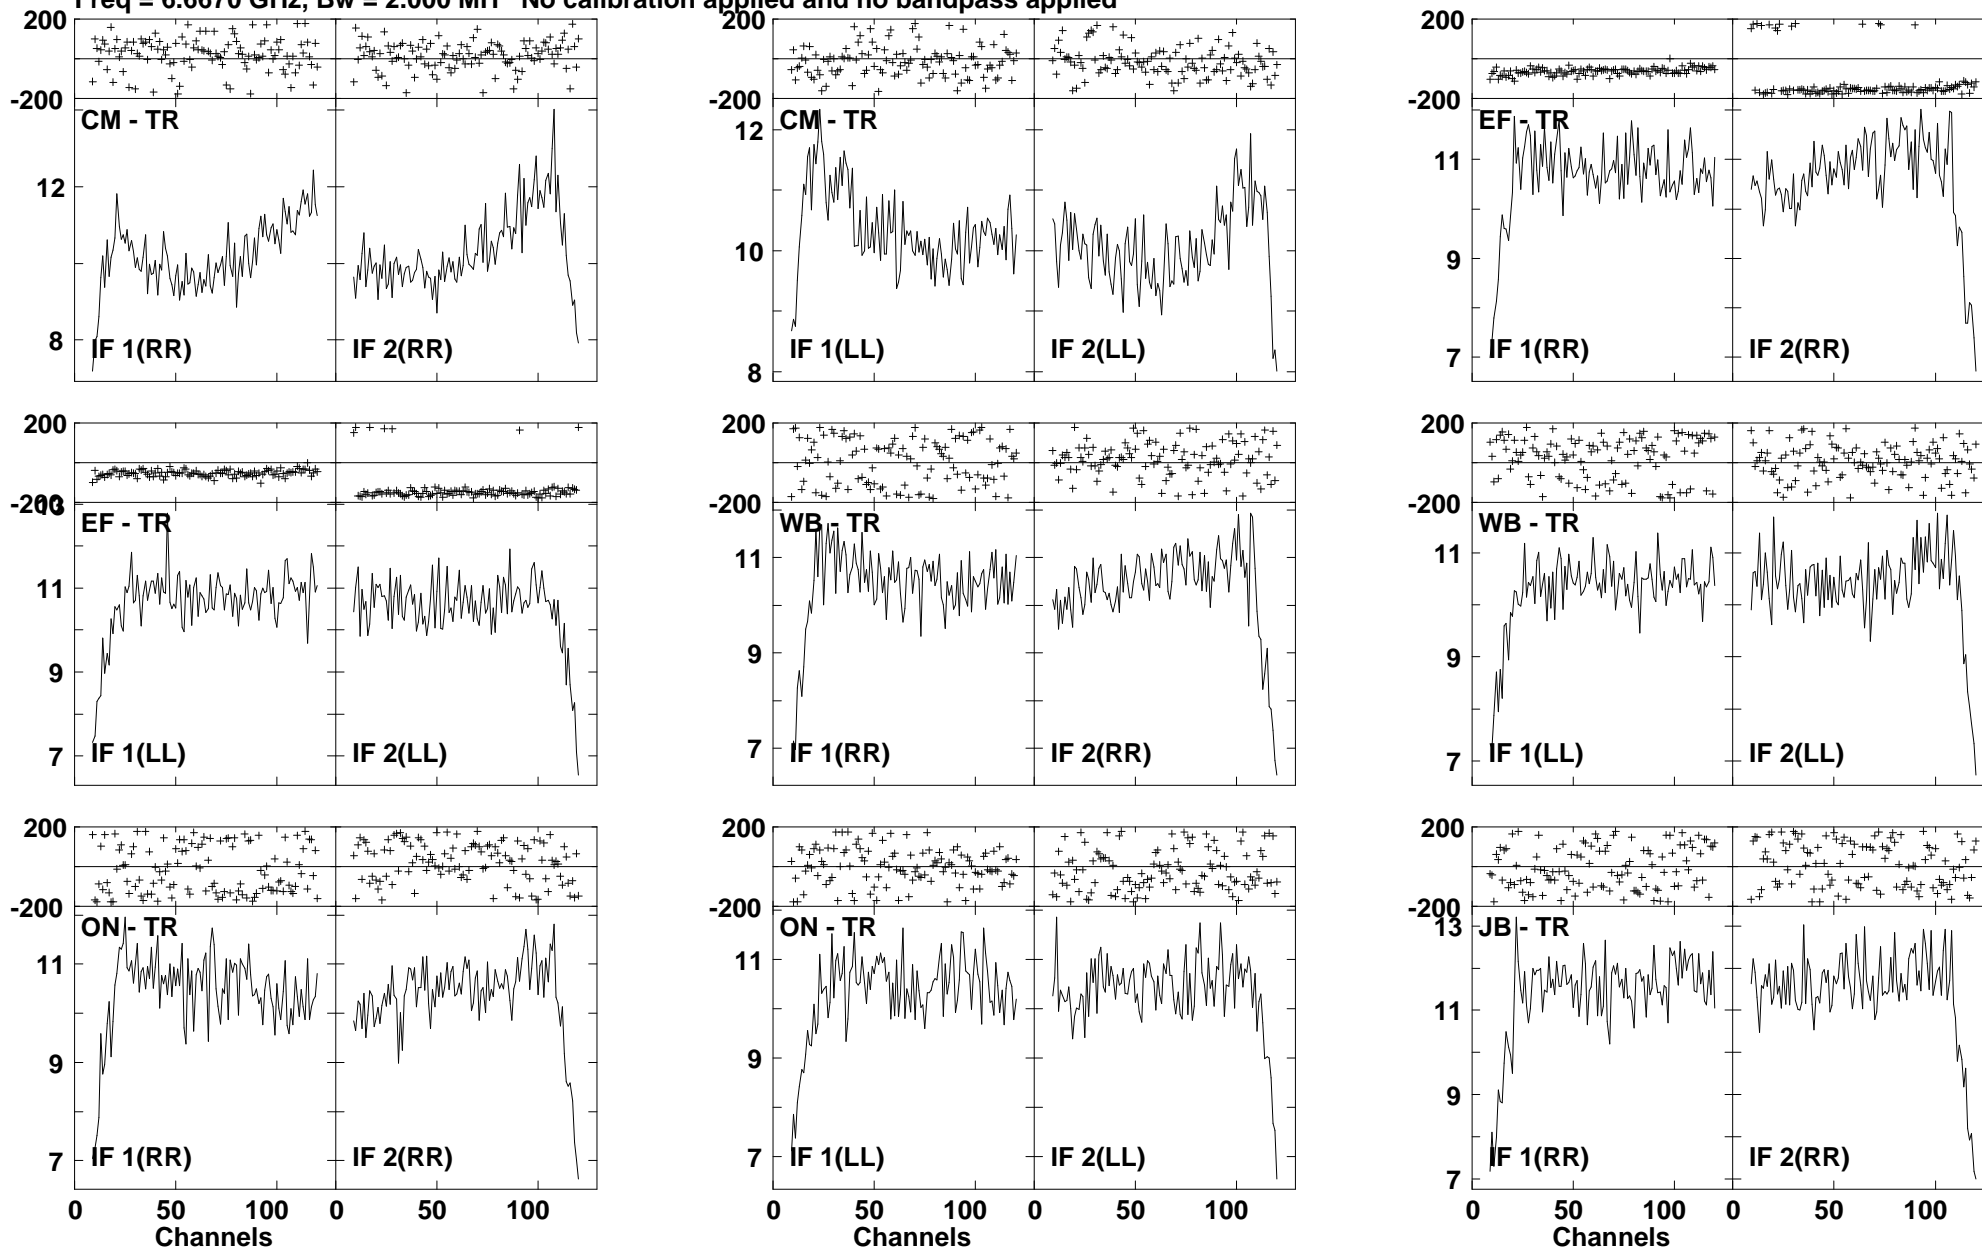 Freq = 6.6670 GHz, Bw = 2.000 MH No calibration applied and no bandpass applied
200 200 200
-200 -200 -200
CM - TR CM - TR EF - TR
12 12 11
8 10 9
8 7
IF 1(RR) IF 2(RR) IF 1(LL) IF 2(LL) IF 1(RR) IF 2(RR)
200 200 200
-200 -200 -200
13
EF - TR WB - TR WB - TR
11 11 11
9 9 9
7 7 7
IF 1(LL) IF 2(LL) IF 1(RR) IF 2(RR) IF 1(LL) IF 2(LL)
200 200 200
-200 -200 -200
13
ON - TR ON - TR JB - TR
11 11 11
9 9 9
7 7 7
IF 1(RR) IF 2(RR) IF 1(LL) IF 2(LL) IF 1(RR) IF 2(RR)
0 50 100 0 50 100 0 50 100 0 50 100 0 50 100 0 50 100
Channels Channels Channels